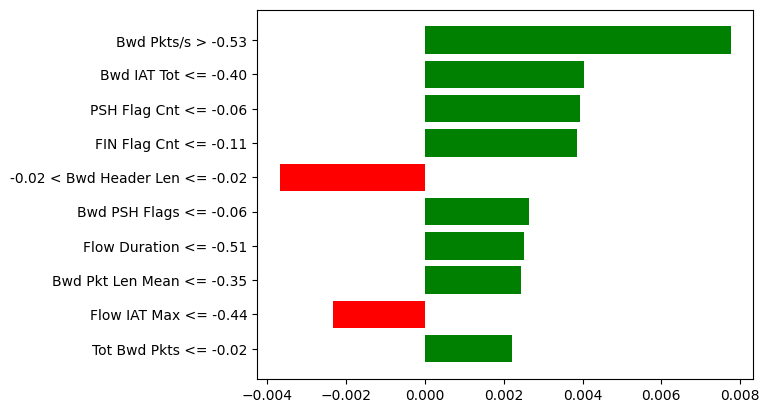 Bwd Pkts/s > -0.53
Bwd IAT Tot <= -0.40
PSH Flag Cnt <= -0.06
FIN Flag Cnt <= -0.11
-0.02 < Bwd Header Len <= -0.02
Bwd PSH Flags <= -0.06
Flow Duration <= -0.51
Bwd Pkt Len Mean <= -0.35
Flow IAT Max <= -0.44
Tot Bwd Pkts <= -0.02
−0.004 −0.002 0.000 0.002 0.004 0.006 0.008